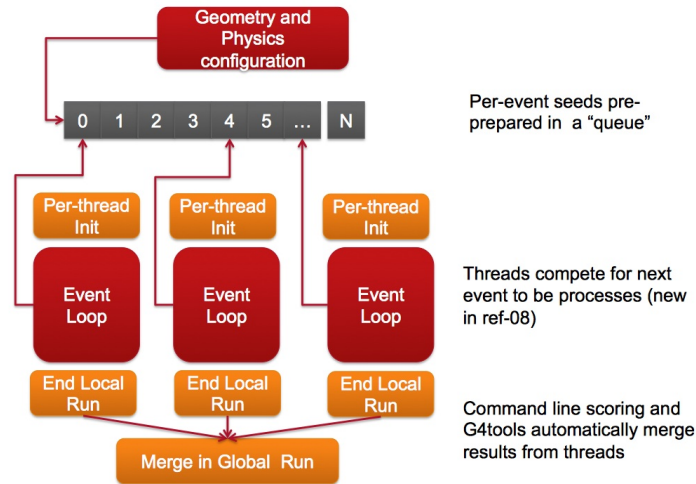 Geometry and
Physics
configuration
0 1 2 3 4 5 ... N
Per-event seeds pre-
prepared in a “queue”
Per-thread
Init
Per-thread
Init
Per-thread
Init
Event
Loop
Event
Loop
Event
Loop
Threads compete for next
event to be processes (new
in ref-08)
End Local
Run
End Local
Run
End Local
Run
Command line scoring and
G4tools automatically merge
results from threads
Merge in Global Run